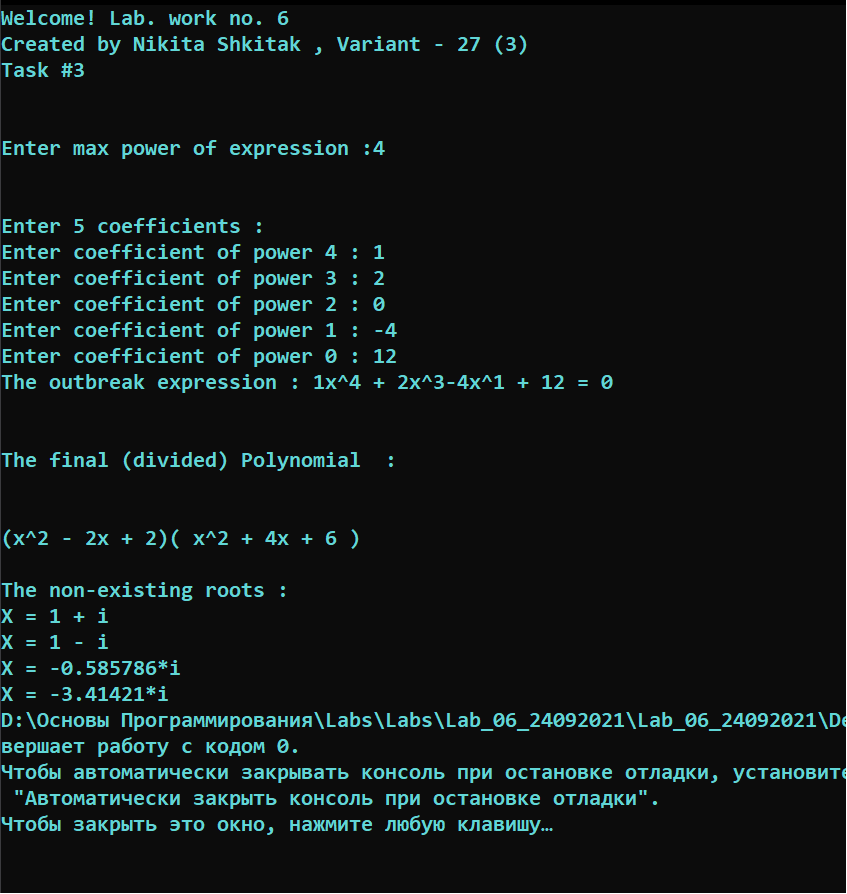 Welcome! Lab. work no. 6
Created by Nikita Shkitak , Variant - 27 (3)
Task #3
Enter max power of expression :4
Enter 5 coefficients :
Enter coefficient of power 4 : 1
Enter coefficient of power 3 : 2
Enter coefficient of power 2 : 0
Enter coefficient of power 1 : -4
Enter coefficient of power 0 : 12
The outbreak expression : 1x^4 + 2x^3-4x^1 + 12 = 0
The final (divided) Polynomial  :
(x^2 - 2x + 2)( x^2 + 4x + 6 )
The non-existing roots :
X = 1 + i
X = 1 - i
X = -0.585786*i
X = -3.41421*i
D:\Основы Программирования\Labs\Labs\Lab_06_24092021\Lab_06_24092021\De
вершает работу с кодом 0.
Чтобы автоматически закрывать консоль при остановке отладки, установите
"Автоматически закрыть консоль при остановке отладки".
Чтобы закрыть это окно, нажмите любую клавишу…